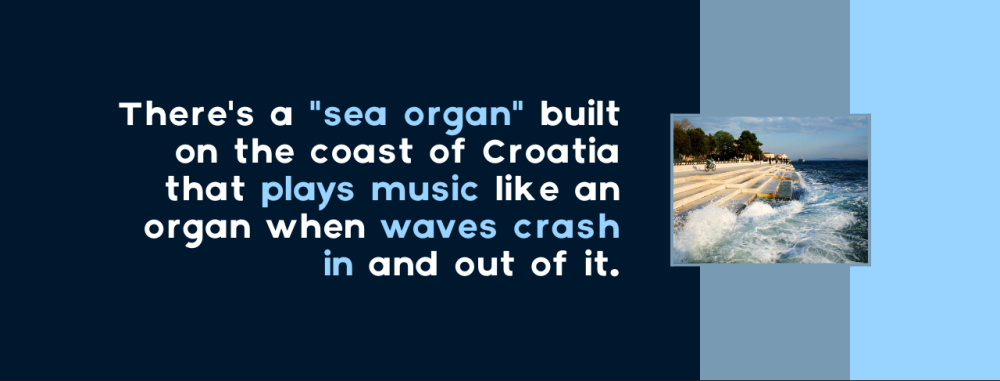 There's a "sea organ" built
on the coast of Croatia
that plays music like an
organ when waves crash
in and out of it.